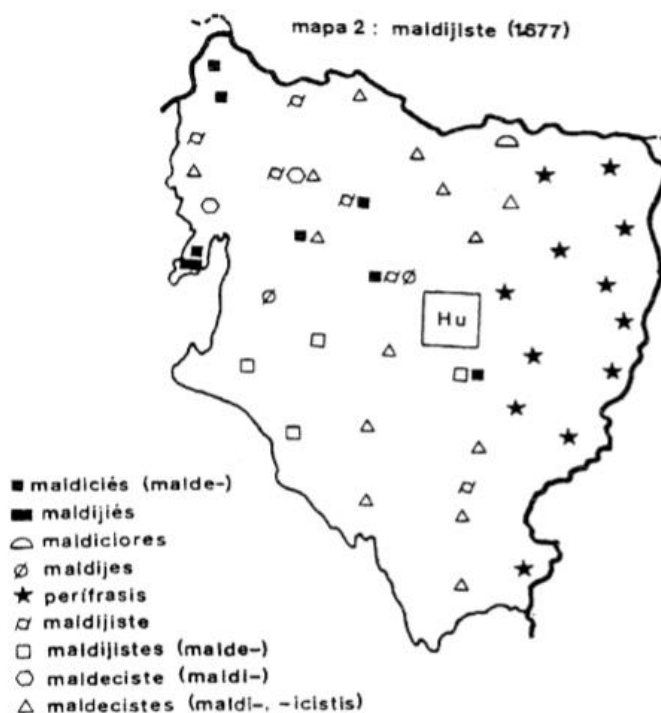 mapa 2 : maldijiste (1677)
Hu
maldiciés (malde-)
maldijiés
maldiciores
maldijes
perífrasis
maldijiste
maldijistes (malde-)
maldeciste (maldi-)
maldecistes (maldi-, -icistis)